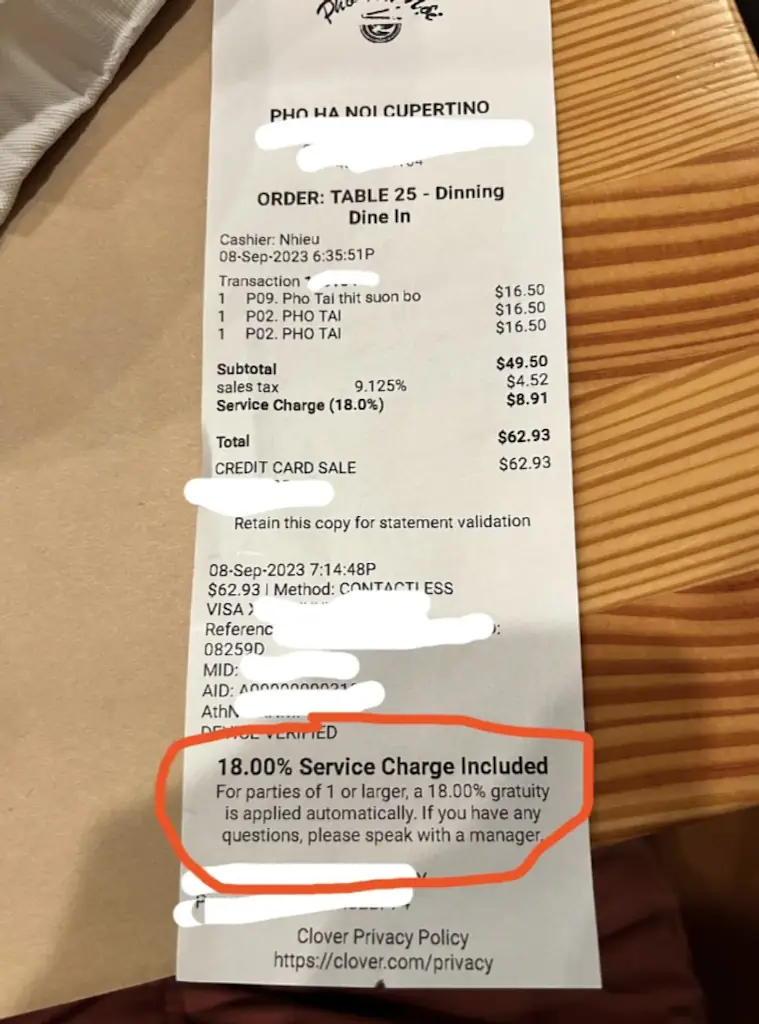 Pho
PHO HA NOI CUPERTINO
ORDER: TABLE 25 - Dinning
Dine In
Cashier: Nhieu
08-Sep-2023 6:35:51P
Transaction
1 P09. Pho Tai thit suon bo $16.50
1 P02. PHO TAI $16.50
1 P02. PHO TAI $16.50
Subtotal $49.50
sales tax 9.125% $4.52
Service Charge (18.0%) $8.91
Total $62.93
CREDIT CARD SALE $62.93
Retain this copy for statement validation
08-Sep-2023 7:14:48P
$62.93 | Method: CONTACTLESS
VISA
Referenc
08259D
MID:
AID:
AthN
DEVICE VERIFIED
18.00% Service Charge Included
For parties of 1 or larger, a 18.00% gratuity
is applied automatically. If you have any
questions, please speak with a manager.
Clover Privacy Policy
https://clover.com/privacy